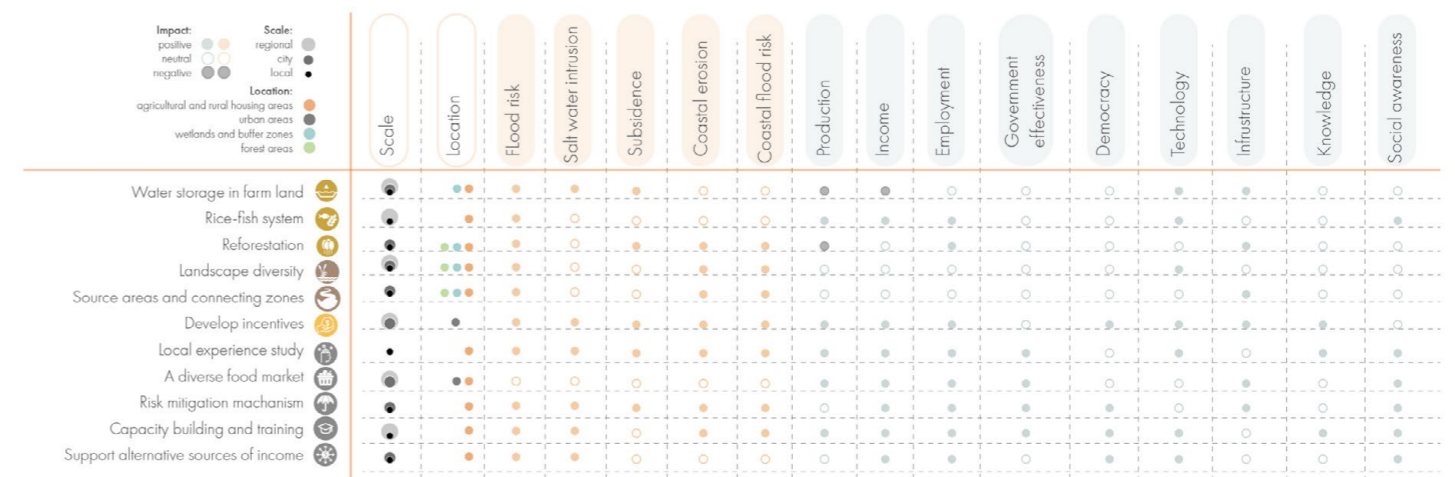 Impact:
positive
neutral
negative
Scale:
regional
city
local
Location:
agricultural and rural housing areas
urban areas
wetlands and buffer zones
forest areas
Scale
Location
FLood risk
Salt water intrusion
Subsidence
Coastal erosion
Coastal flood risk
Production
Income
Employment
Government
effectiveness
Democracy
Technology
Infrustructure
Knowledge
Social awareness
Water storage in farm land
Rice-fish system
Reforestation
Landscape diversity
Source areas and connecting zones
Develop incentives
Local experience study
A diverse food market
Risk mitigation machanism
Capacity building and training
Support alternative sources of income